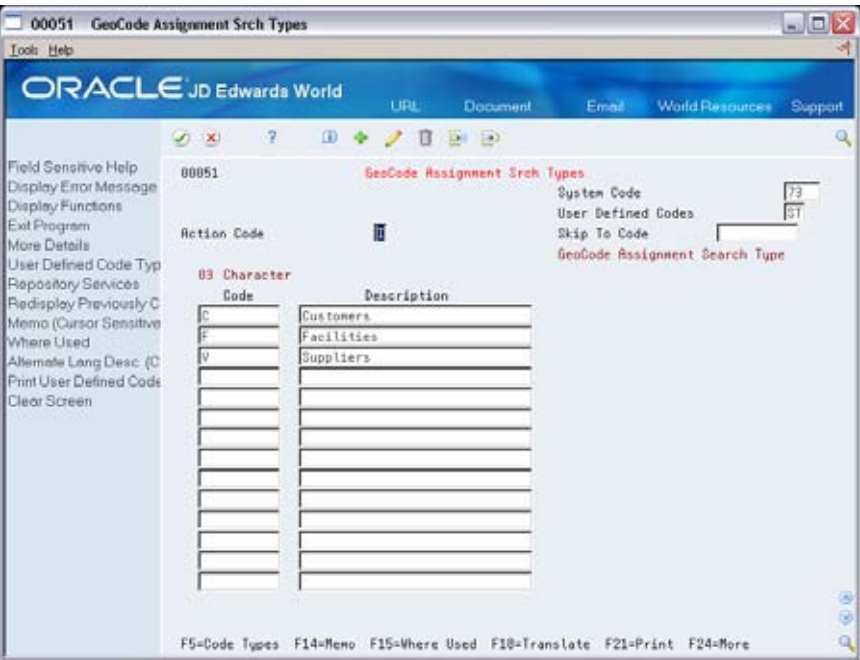 00051 GeoCode Assignment Srch Types
Tools Help
ORACLE JD Edwards World
URL Document Email World Resources Support
Field Sensitive Help
Display Error Message
Display Functions
Exit Program
More Details
User Defined Code Typ
Repository Services
Redisplay Previously C
Memo (Cursor Sensitive
Where Used
Alternate Lang Desc (C
Print User Defined Code
Clear Screen
00051 GeoCode Assignment Srch Types
System Code 73
User Defined Codes ST
Action Code I Skip To Code
GeoCode Assignment Search Type
03 Character
Code Description
C Customers
F Facilities
V Suppliers
F5=Code Types F14=Memo F15=Where Used F18=Translate F21=Print F24=More